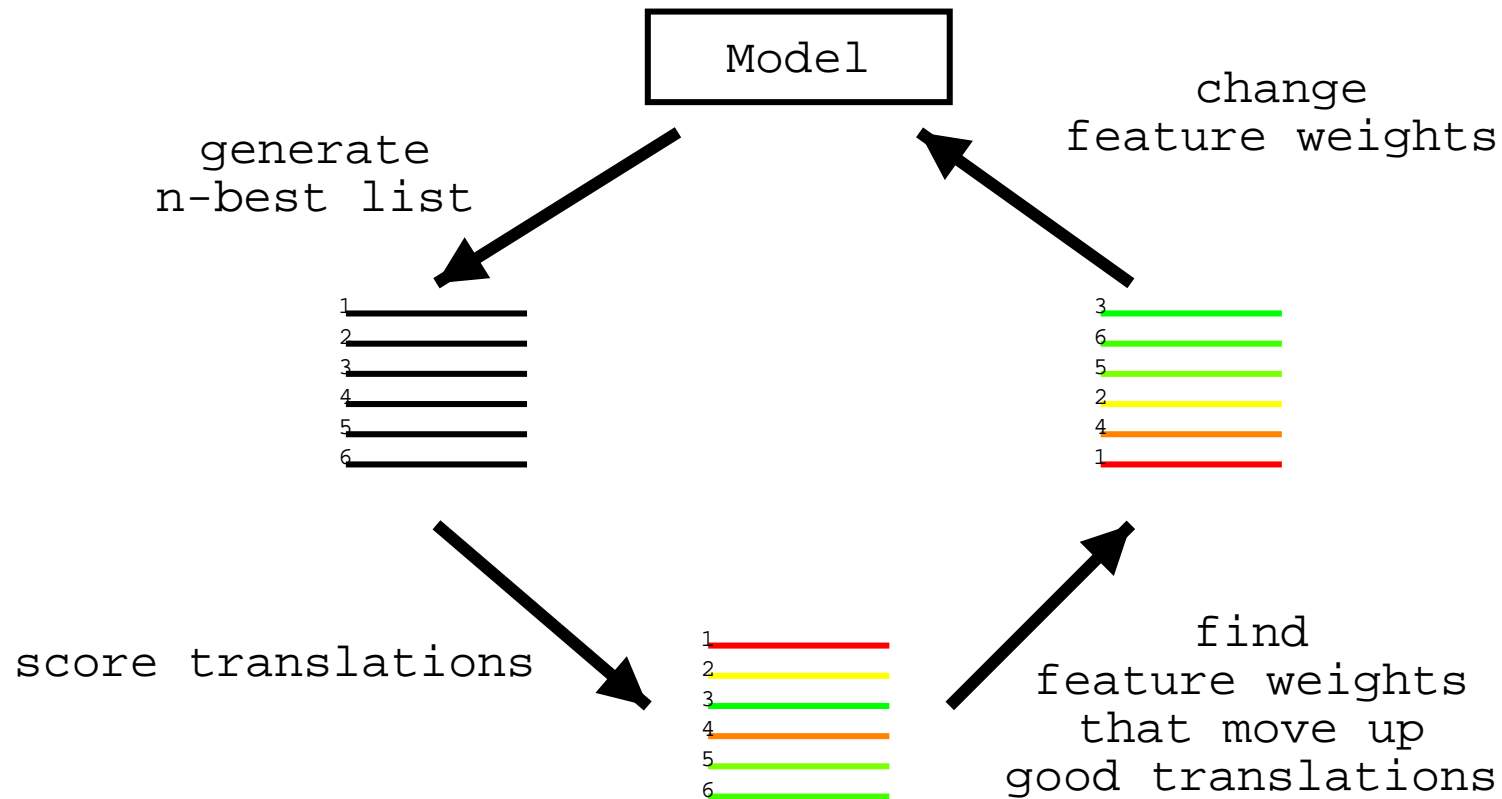 Model
change
feature weights
generate
n-best list
1
2
3
4
5
6
3
6
5
2
4
1
score translations
1
2
3
4
5
6
find
feature weights
that move up
good translations